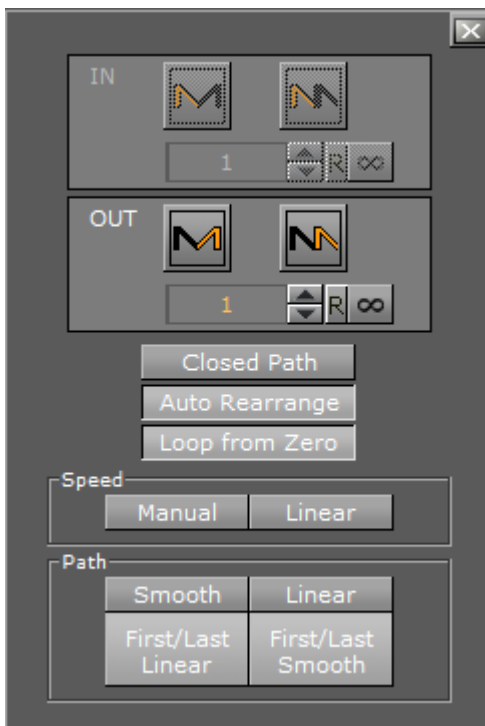 IN
1 R ∞
OUT
1 R ∞
Closed Path
Auto Rearrange
Loop from Zero
Speed
Manual Linear
Path
Smooth Linear
First/Last First/Last
Linear Smooth